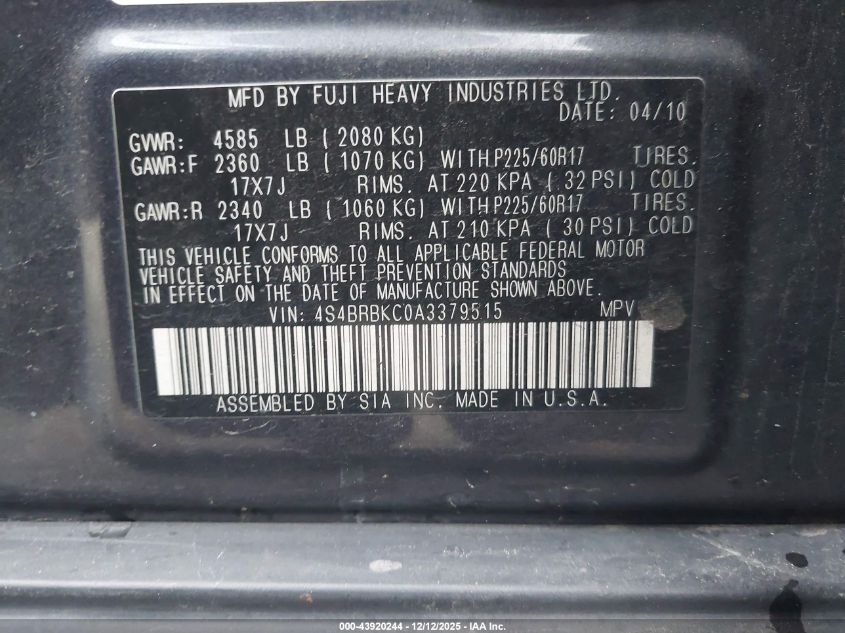 MFD BY FUJI HEAVY INDUSTRIES LTD.
DATE: 04/10
GVWR: 4585 LB ( 2080 KG)
GAWR:F 2360 LB ( 1070 KG) WITH P225/60R17 TIRES.
17X7J RIMS. AT 220 KPA ( 32 PSI) COLD
GAWR:R 2340 LB ( 1060 KG) WITH P225/60R17 TIRES.
17X7J RIMS. AT 210 KPA ( 30 PSI) COLD
THIS VEHICLE CONFORMS TO ALL APPLICABLE FEDERAL MOTOR
VEHICLE SAFETY AND THEFT PREVENTION STANDARDS
IN EFFECT ON THE DATE OF MANUFACTURE SHOWN ABOVE.
VIN: 4S4BRBKC0A3379515 MPV
ASSEMBLED BY SIA INC. MADE IN U.S.A.
000-43920244 - 12/12/2025 - IAA Inc.